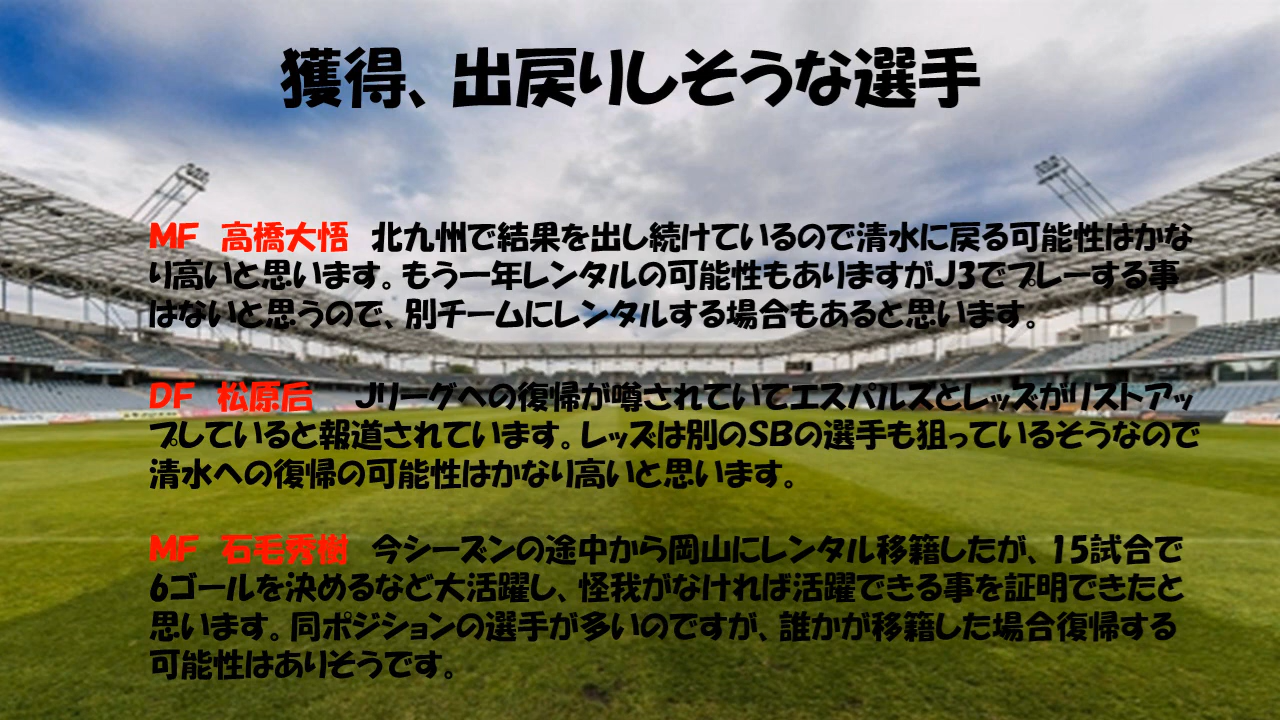 獲得、出戻りしそうな選手
MF　高橋大悟　北九州で結果を出し続けているので清水に戻る可能性はかな
り高いと思います。もう一年レンタルの可能性もありますがJ3でプレーする事
はないと思うので、別チームにレンタルする場合もあると思います。
DF　松原后　Jリーグへの復帰が噂されていてエスパルスとレッズがリストアッ
プしていると報道されています。レッズは別のSBの選手も狙っているそうなので
清水への復帰の可能性はかなり高いと思います。
MF　石毛秀樹　今シーズンの途中から岡山にレンタル移籍したが、15試合で
6ゴールを決めるなど大活躍し、怪我がなければ活躍できる事を証明できたと
思います。同ポジションの選手が多いのですが、誰かが移籍した場合復帰する
可能性はありそうです。